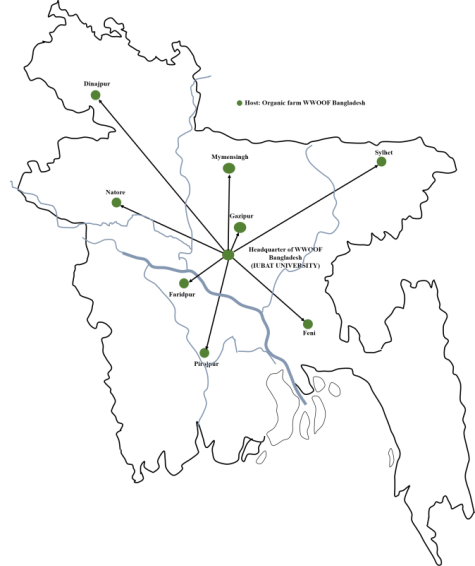 Dinajpur
Host: Organic farm WWOOF Bangladesh
Mymensingh
Sylhet
Natore
Gazipur
Headquarter of WWOOF
Bangladesh
(IUBAT UNIVERSITY)
Faridpur
Feni
Pirojpur